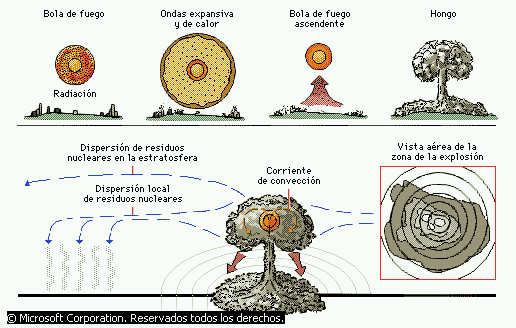 Bola de fuego
Ondas expansiva
y de calor
Bola de fuego
ascendente
Hongo
Radiación
Dispersión de residuos
nucleares en la estratosfera
Dispersión local
de residuos nucleares
Corriente
de convección
Vista aérea de la
zona de la explosión
© Microsoft Corporation. Reservados todos los derechos.